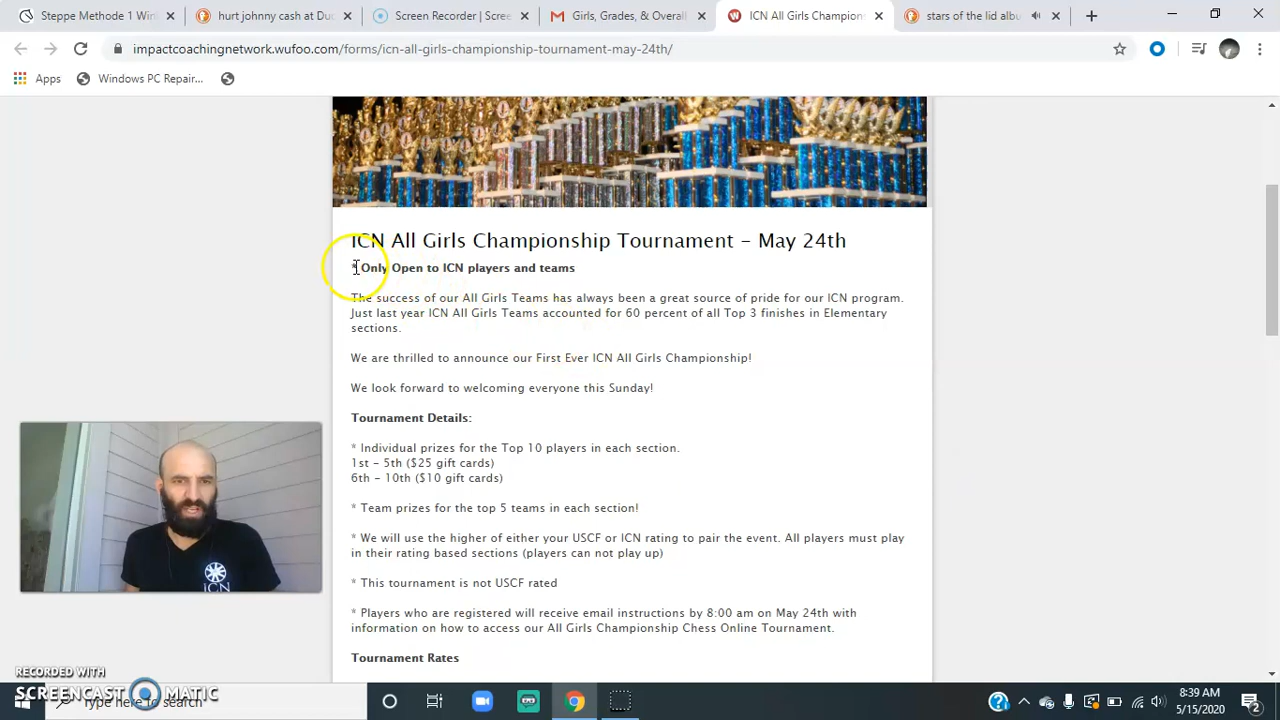 Steppe Methode 1 Wi
hurt johnny cash at Du
Screen Recorder | Scree
Girls, Grades, & Overall
ICN All Girls Champion
stars of the lid alb
impactcoachingnetwork.wufoo.com/forms/icn-all-girls-championship-tournament-may-24th/
Apps
Windows PC Repair...
ICN All Girls Championship Tournament – May 24th
* Only Open to ICN players and teams
The success of our All Girls Teams has always been a great source of pride for our ICN program.
Just last year ICN All Girls Teams accounted for 60 percent of all Top 3 finishes in Elementary
sections.
We are thrilled to announce our First Ever ICN All Girls Championship!
We look forward to welcoming everyone this Sunday!
Tournament Details:
* Individual prizes for the Top 10 players in each section.
1st – 5th ($25 gift cards)
6th – 10th ($10 gift cards)
* Team prizes for the top 5 teams in each section!
* We will use the higher of either your USCF or ICN rating to pair the event. All players must play
in their rating based sections (players can not play up)
* This tournament is not USCF rated
* Players who are registered will receive email instructions by 8:00 am on May 24th with
information on how to access our All Girls Championship Chess Online Tournament.
Tournament Rates
ICN
RECORDED WITH
SCREENCAST MATIC
Type here to search
8:39 AM
5/15/2020
2